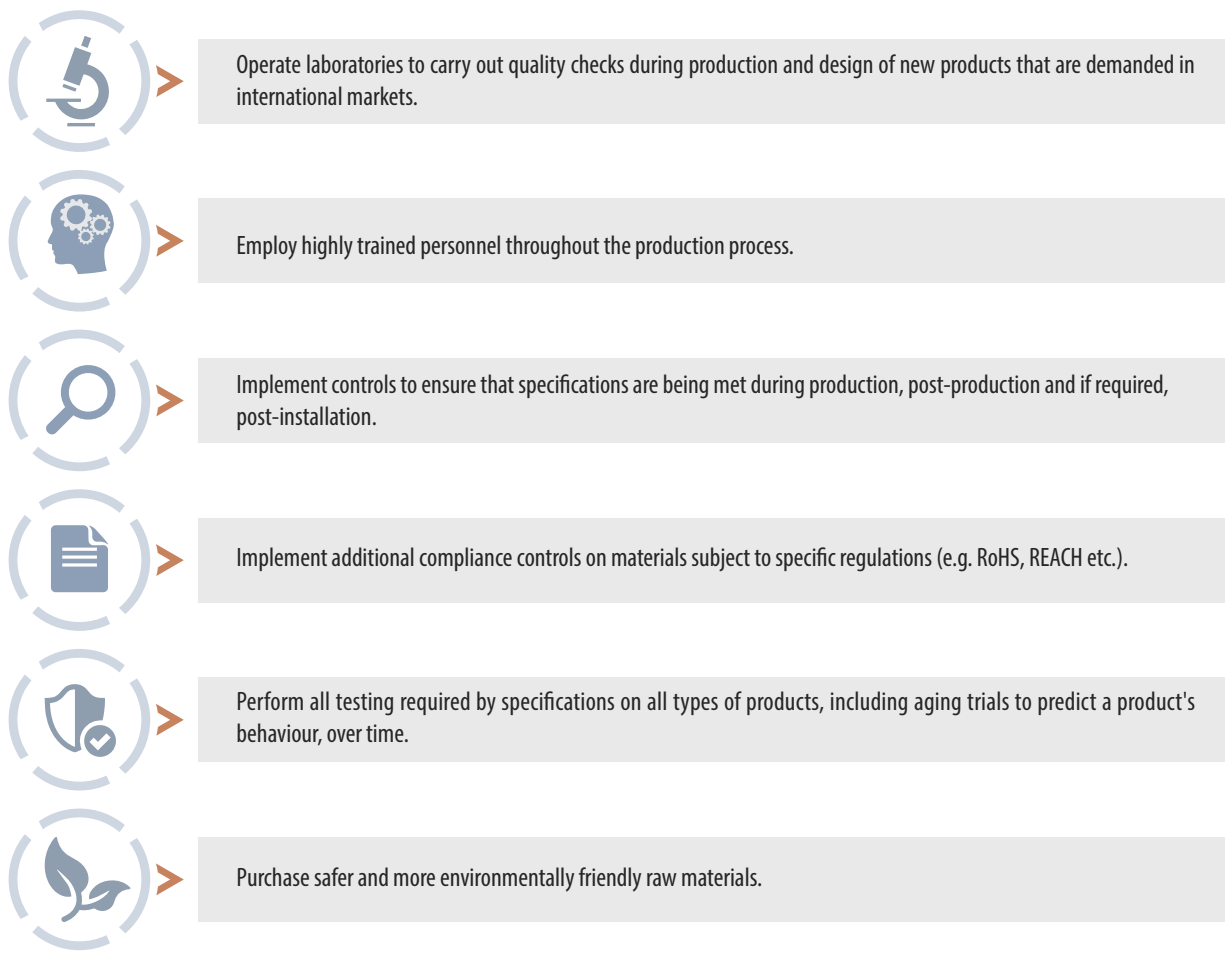 Operate laboratories to carry out quality checks during production and design of new products that are demanded in
international markets.
Employ highly trained personnel throughout the production process.
Implement controls to ensure that specifications are being met during production, post-production and if required,
post-installation.
Implement additional compliance controls on materials subject to specific regulations (e.g. RoHS, REACH etc.).
Perform all testing required by specifications on all types of products, including aging trials to predict a product's
behaviour, over time.
Purchase safer and more environmentally friendly raw materials.